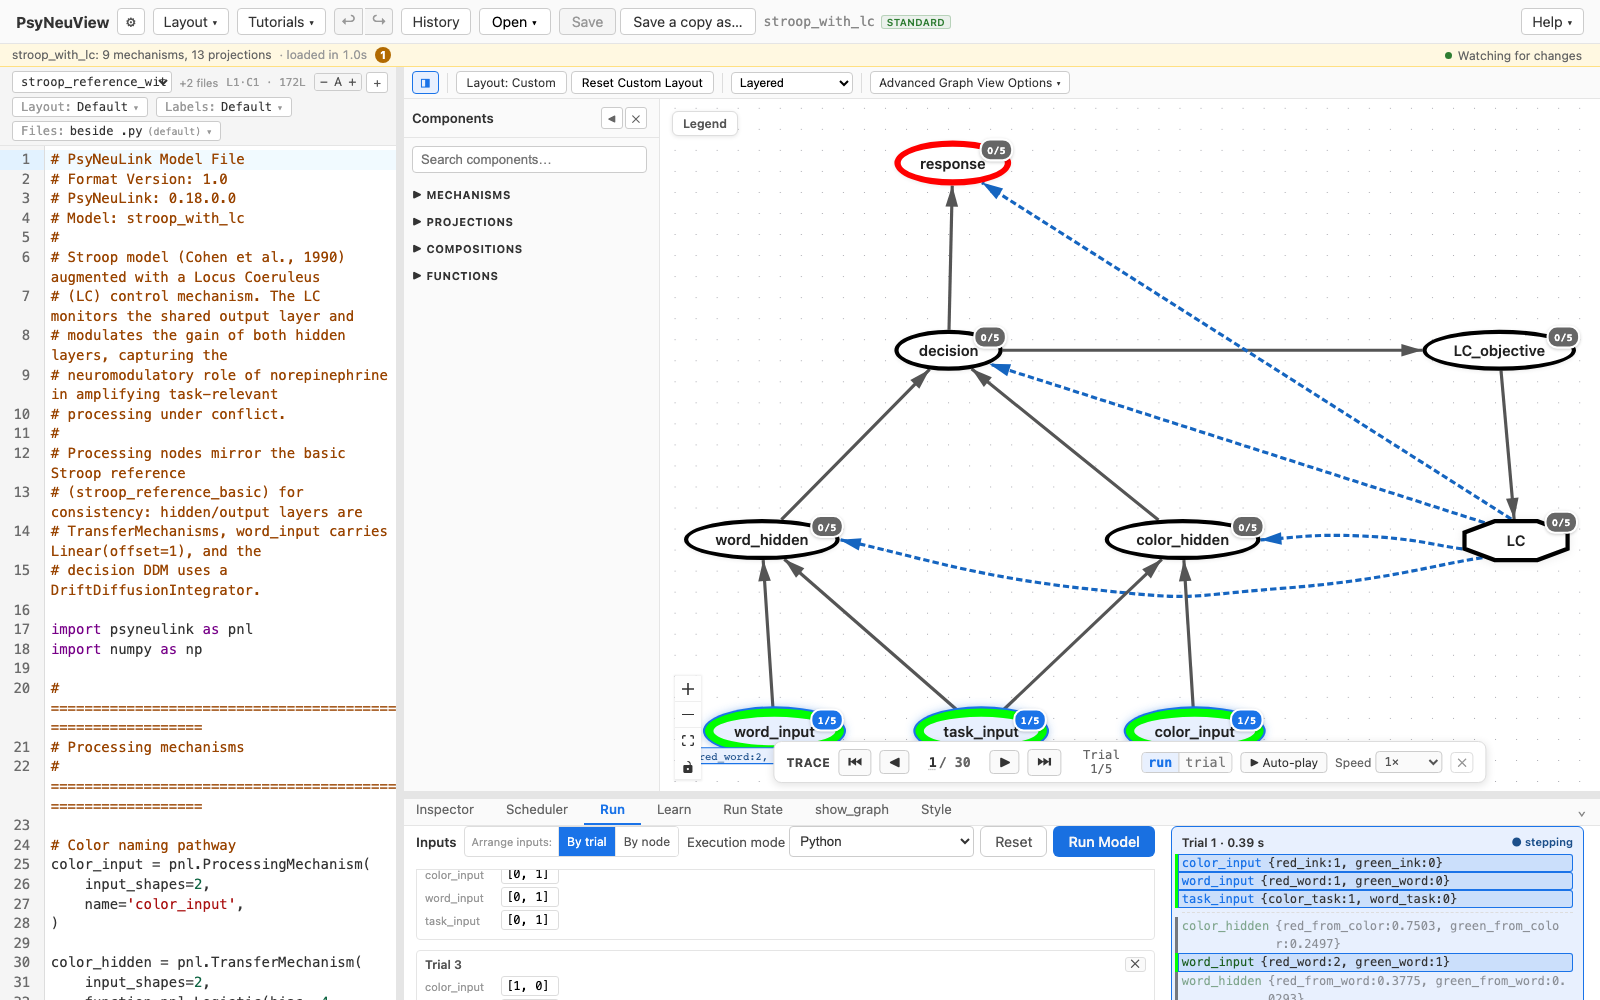 PsyNeuView ⚙ Layout ▾ Tutorials ▾ ↩ ↪ History Open ▾ Save Save a copy as... stroop_with_lc STANDARD Help ▾
stroop_with_lc: 9 mechanisms, 13 projections · loaded in 1.0s 1 Watching for changes
stroop_reference_wit +2 files L1:C1 · 172L − A + +
Layout: Default ▾ Labels: Default ▾
Files: beside .py (default) ▾
1 # PsyNeuLink Model File
2 # Format Version: 1.0
3 # PsyNeuLink: 0.18.0.0
4 # Model: stroop_with_lc
5 #
6 # Stroop model (Cohen et al., 1990)
augmented with a Locus Coeruleus
7 # (LC) control mechanism. The LC
monitors the shared output layer and
8 # modulates the gain of both hidden
layers, capturing the
9 # neuromodulatory role of norepinephrine
in amplifying task-relevant
10 # processing under conflict.
11 #
12 # Processing nodes mirror the basic
Stroop reference
13 # (stroop_reference_basic) for
consistency: hidden/output layers are
14 # TransferMechanisms, word_input carries
Linear(offset=1), and the
15 # decision DDM uses a
DriftDiffusionIntegrator.
16
17 import psyneulink as pnl
18 import numpy as np
19
20 #
=========================================
==================
21 # Processing mechanisms
22 #
=========================================
==================
23
24 # Color naming pathway
25 color_input = pnl.ProcessingMechanism(
26 input_shapes=2,
27 name='color_input',
28 )
29
30 color_hidden = pnl.TransferMechanism(
31 input_shapes=2,
32
Layout: Custom Reset Custom Layout Layered Advanced Graph View Options ▾
Components ◀ ✕
Search components…
▶ MECHANISMS
▶ PROJECTIONS
▶ COMPOSITIONS
▶ FUNCTIONS
Legend
response 0/5
decision 0/5
LC_objective 0/5
word_hidden 0/5
color_hidden 0/5
LC 0/5
word_input 1/5
task_input 1/5
color_input 1/5
red_word:2,
+
−
TRACE ⏮ ◀ 1 / 30 ▶ ⏭ Trial 1/5 run trial ▶ Auto-play Speed 1× ✕
Inspector Scheduler Run Learn Run State show_graph Style
Inputs Arrange inputs: By trial By node Execution mode Python Reset Run Model
color_input [0, 1]
word_input [0, 1]
task_input [0, 1]
Trial 3 ✕
color_input [1, 0]
Trial 1 · 0.39 s ● stepping
color_input {red_ink:1, green_ink:0}
word_input {red_word:1, green_word:0}
task_input {color_task:1, word_task:0}
color_hidden {red_from_color:0.7503, green_from_colo
r:0.2497}
word_input {red_word:2, green_word:1}
word_hidden {red_from_word:0.3775, green_from_word:0.
0293}